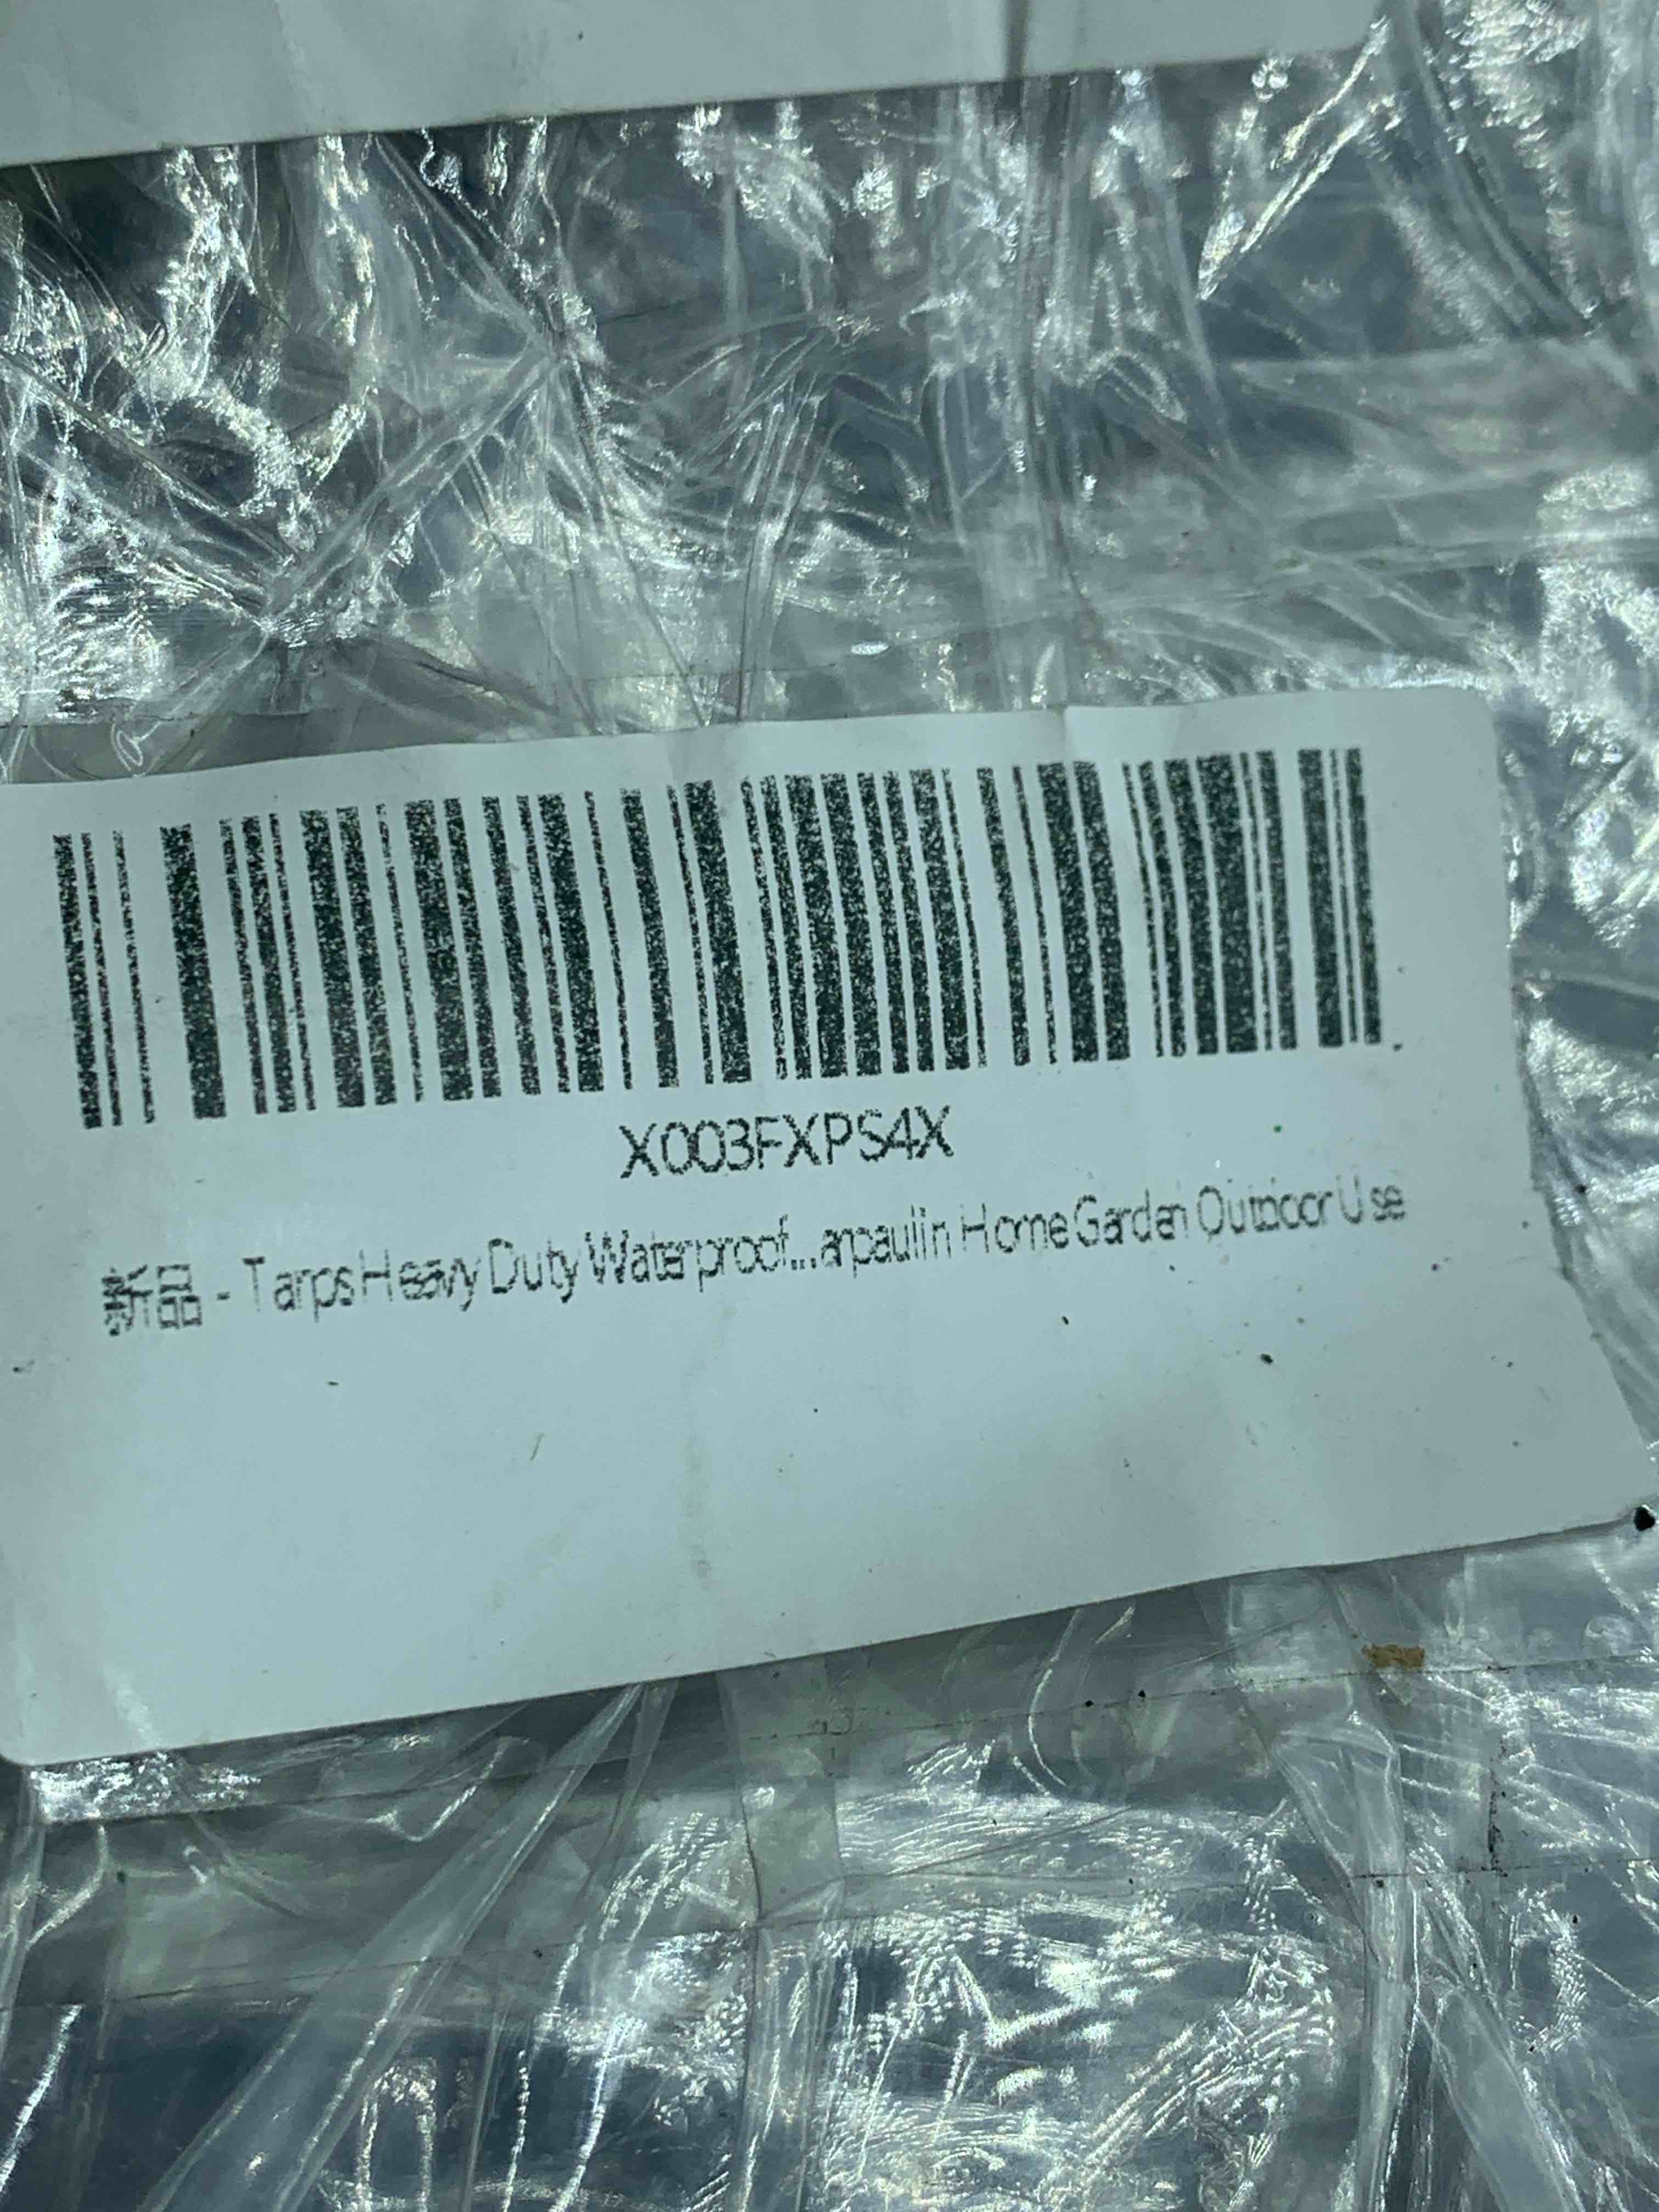 X003FXPS4X
新品 - Tarps Heavy Duty Waterproof...arpaulin Home Garden Outdoor Use